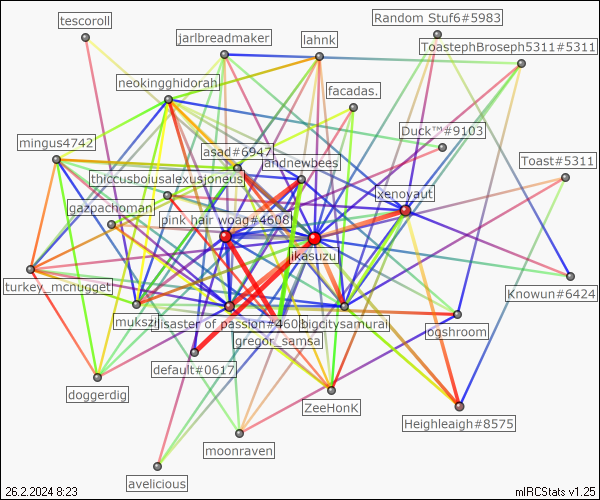 tescoroll
Random Stuf6#5983
jarlbreadmaker
lahnk
ToastephBroseph5311#5311
neokingghidorah
facadas.
Duck™#9103
mingus4742
asad#6947
andnewbees
Toast#5311
thiccusboiusalexusjoneus
xenoyaut
gazpachoman
pink hair woag#4608
ikasuzu
turkey_mcnugget
Knowun#6424
mukszi
disaster of passion#460
bigcitysamurai
ogshroom
gregor_samsa
default#0617
doggerdig
ZeeHonK
Heighleaigh#8575
moonraven
avelicious
26.2.2024 8:23
mIRCStats v1.25